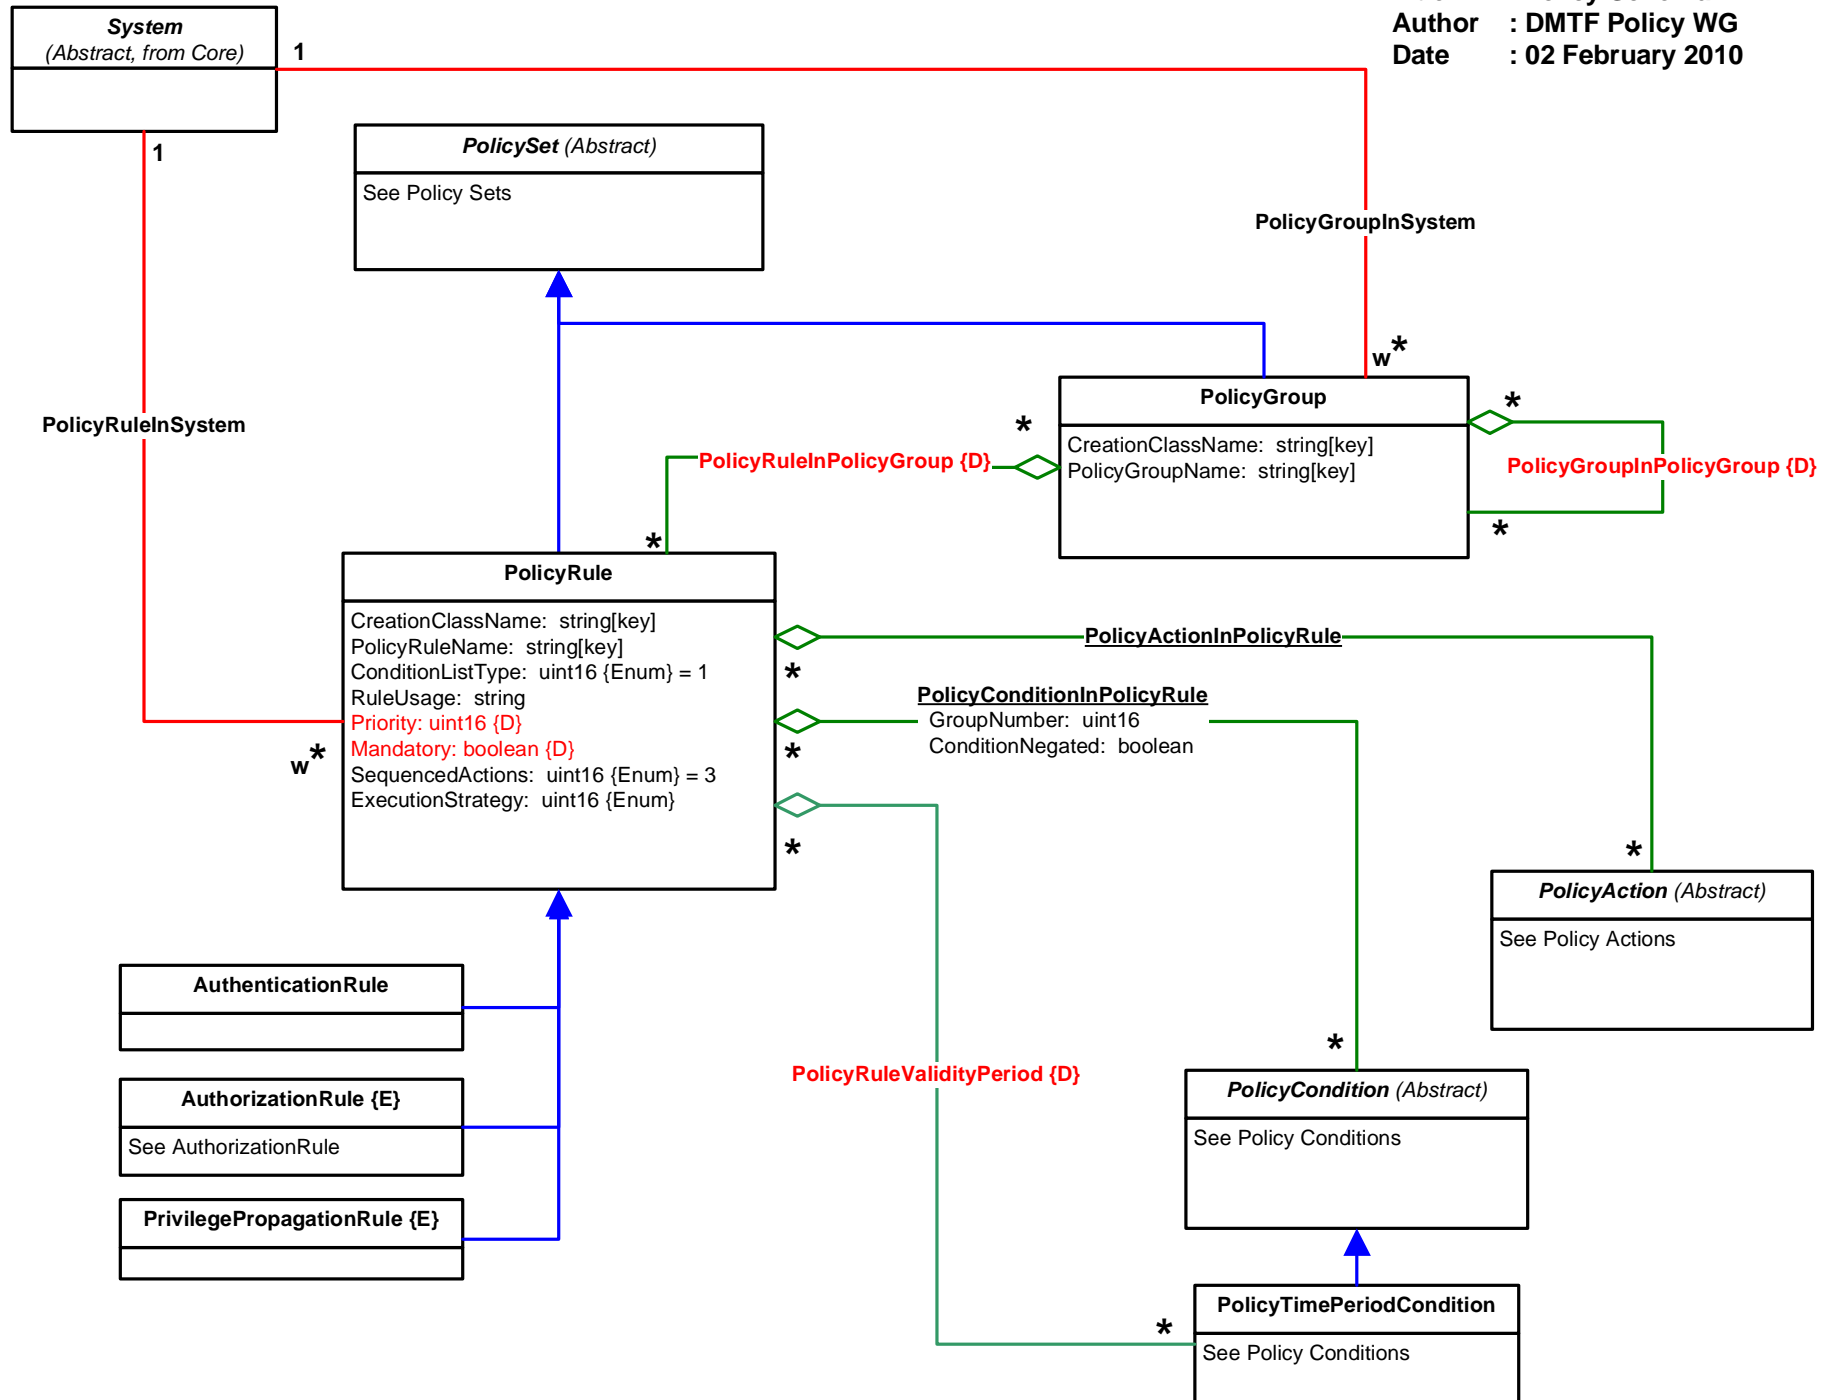 Author : DMTF Policy WG
Date : 02 February 2010
System
(Abstract, from Core)
1
1
PolicySet (Abstract)
See Policy Sets
PolicyGroupInSystem
w*
PolicyRuleInSystem
PolicyGroup
CreationClassName: string[key]
PolicyGroupName: string[key]
*
*
PolicyRuleInPolicyGroup {D}
PolicyGroupInPolicyGroup {D}
*
*
PolicyRule
CreationClassName: string[key]
PolicyRuleName: string[key]
ConditionListType: uint16 {Enum} = 1
RuleUsage: string
Priority: uint16 {D}
Mandatory: boolean {D}
SequencedActions: uint16 {Enum} = 3
ExecutionStrategy: uint16 {Enum}
w*
PolicyActionInPolicyRule
*
PolicyConditionInPolicyRule
GroupNumber: uint16
ConditionNegated: boolean
*
*
*
PolicyAction (Abstract)
See Policy Actions
AuthenticationRule
AuthorizationRule {E}
See AuthorizationRule
PrivilegePropagationRule {E}
PolicyRuleValidityPeriod {D}
*
PolicyCondition (Abstract)
See Policy Conditions
*
PolicyTimePeriodCondition
See Policy Conditions